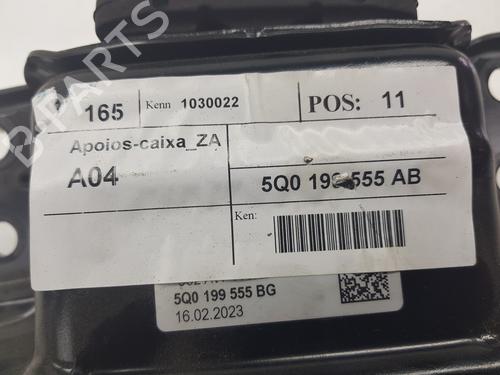 165 Kenn 1030022 POS: 11
Apoios-caixa_ZA
A04
5Q0 199 555 AB
Ken:
5Q0 199 555 BG
16.02.2023
B-PARTS